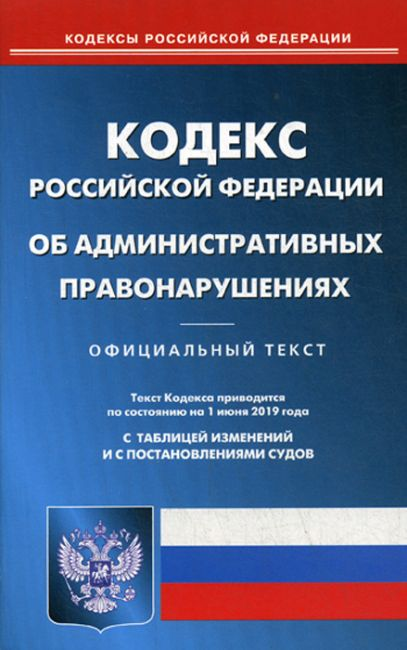 КОДЕКСЫ РОССИЙСКОЙ ФЕДЕРАЦИИ
КОДЕКС
РОССИЙСКОЙ ФЕДЕРАЦИИ
ОБ АДМИНИСТРАТИВНЫХ
ПРАВОНАРУШЕНИЯХ
ОФИЦИАЛЬНЫЙ ТЕКСТ
Текст Кодекса приводится
по состоянию на 1 июня 2019 года
С ТАБЛИЦЕЙ ИЗМЕНЕНИЙ
И С ПОСТАНОВЛЕНИЯМИ СУДОВ